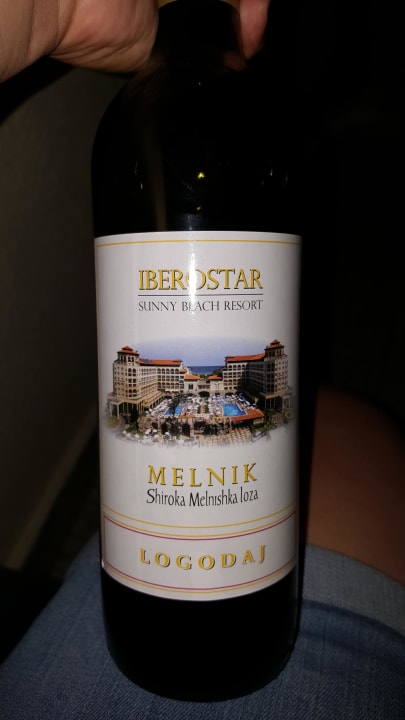 IBEROSTAR
SUNNY BEACH RESORT
MELNIK
Shiroka Melnishka loza
LOGODAJ